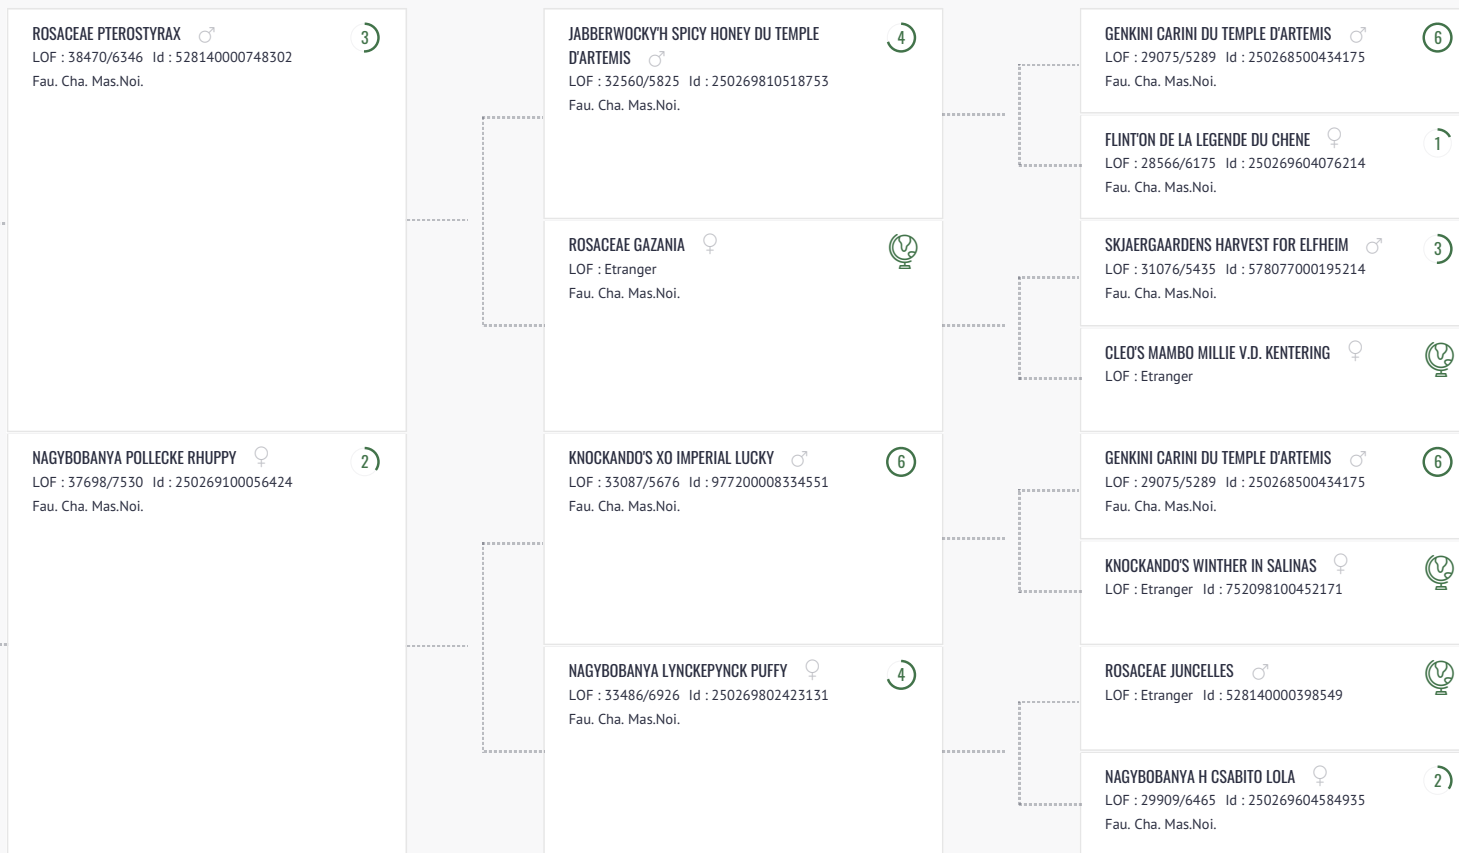 ROSACEAE PTEROSTYRAX
3
LOF : 38470/6346 Id : 528140000748302
Fau. Cha. Mas.Noi.
NAGYBOBANYA POLLECKE RHUPPY
2
LOF : 37698/7530 Id : 250269100056424
Fau. Cha. Mas.Noi.
JABBERWOCKY'H SPICY HONEY DU TEMPLE
D'ARTEMIS
4
LOF : 32560/5825 Id : 250269810518753
Fau. Cha. Mas.Noi.
ROSACEAE GAZANIA
LOF : Etranger
Fau. Cha. Mas.Noi.
KNOCKANDO'S XO IMPERIAL LUCKY
6
LOF : 33087/5676 Id : 977200008334551
Fau. Cha. Mas.Noi.
NAGYBOBANYA LYNCKEPYNCK PUFFY
4
LOF : 33486/6926 Id : 250269802423131
Fau. Cha. Mas.Noi.
GENKINI CARINI DU TEMPLE D'ARTEMIS
6
LOF : 29075/5289 Id : 250268500434175
Fau. Cha. Mas.Noi.
FLINT'ON DE LA LEGENDE DU CHENE
1
LOF : 28566/6175 Id : 250269604076214
Fau. Cha. Mas.Noi.
SKJAERGAARDENS HARVEST FOR ELFHEIM
3
LOF : 31076/5435 Id : 578077000195214
Fau. Cha. Mas.Noi.
CLEO'S MAMBO MILLIE V.D. KENTERING
LOF : Etranger
GENKINI CARINI DU TEMPLE D'ARTEMIS
6
LOF : 29075/5289 Id : 250268500434175
Fau. Cha. Mas.Noi.
KNOCKANDO'S WINTHER IN SALINAS
LOF : Etranger Id : 752098100452171
ROSACEAE JUNCELLES
LOF : Etranger Id : 528140000398549
NAGYBOBANYA H CSABITO LOLA
2
LOF : 29909/6465 Id : 250269604584935
Fau. Cha. Mas.Noi.